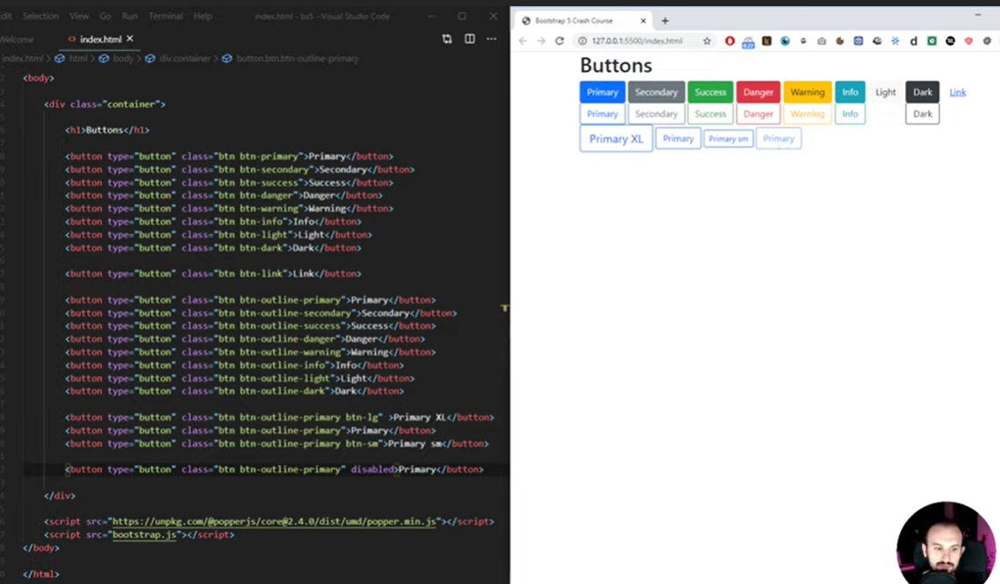 Edit Selection View Go Run Terminal Help index.html - bs5 - Visual Studio Code
Welcome index.html
index.html > html > body > div.container > button.btn.btn-outline-primary
<body>
<div class="container">
<h1>Buttons</h1>
<button type="button" class="btn btn-primary">Primary</button>
<button type="button" class="btn btn-secondary">Secondary</button>
<button type="button" class="btn btn-success">Success</button>
<button type="button" class="btn btn-danger">Danger</button>
<button type="button" class="btn btn-warning">Warning</button>
<button type="button" class="btn btn-info">Info</button>
<button type="button" class="btn btn-light">Light</button>
<button type="button" class="btn btn-dark">Dark</button>
<button type="button" class="btn btn-link">Link</button>
<button type="button" class="btn btn-outline-primary">Primary</button>
<button type="button" class="btn btn-outline-secondary">Secondary</button>
<button type="button" class="btn btn-outline-success">Success</button>
<button type="button" class="btn btn-outline-danger">Danger</button>
<button type="button" class="btn btn-outline-warning">Warning</button>
<button type="button" class="btn btn-outline-info">Info</button>
<button type="button" class="btn btn-outline-light">Light</button>
<button type="button" class="btn btn-outline-dark">Dark</button>
<button type="button" class="btn btn-outline-primary btn-lg" >Primary XL</button>
<button type="button" class="btn btn-outline-primary">Primary</button>
<button type="button" class="btn btn-outline-primary btn-sm">Primary sm</button>
<button type="button" class="btn btn-outline-primary" disabled>Primary</button>
</div>
<script src="https://unpkg.com/@popperjs/core@2.4.0/dist/umd/popper.min.js"></script>
<script src="bootstrap.js"></script>
</body>
</html>
Bootstrap 5 Crash Course
127.0.0.1:5500/index.html
Buttons
Primary Secondary Success Danger Warning Info Light Dark Link
Primary Secondary Success Danger Warning Info Dark
Primary XL Primary Primary sm Primary